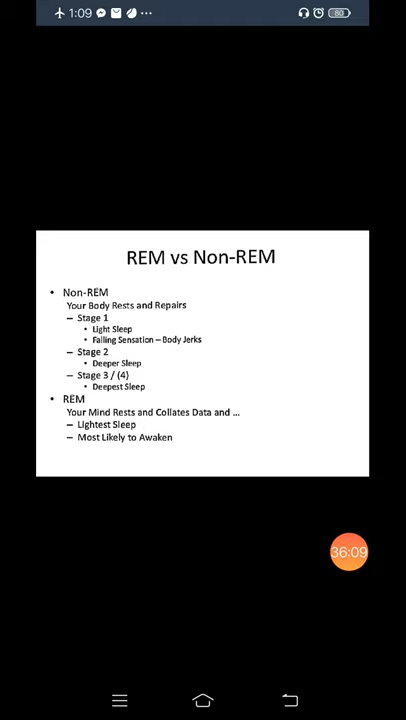 1:09
80
REM vs Non-REM
• Non-REM
Your Body Rests and Repairs
– Stage 1
• Light Sleep
• Falling Sensation – Body Jerks
– Stage 2
• Deeper Sleep
– Stage 3 / (4)
• Deepest Sleep
• REM
Your Mind Rests and Collates Data and ...
– Lightest Sleep
– Most Likely to Awaken
36:09